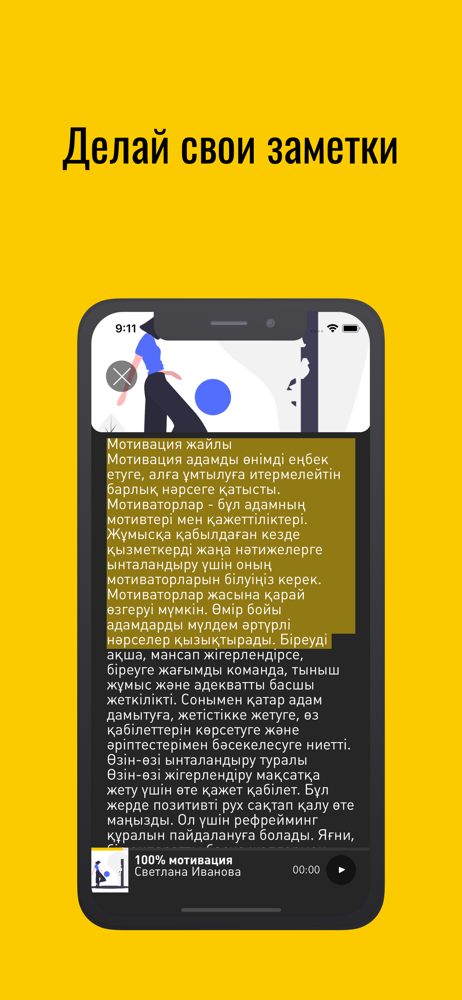 Делай свои заметки
9:11
Мотивация жайлы
Мотивация адамды өнімді еңбек
етуге, алға ұмтылуға итермелейтін
барлық нәрсеге қатысты.
Мотиваторлар - бұл адамның
мотивтері мен қажеттіліктері.
Жұмысқа қабылдаған кезде
қызметкерді жаңа нәтижелерге
ынталандыру үшін оның
мотиваторларын білуіңіз керек.
Мотиваторлар жасына қарай
өзгеруі мүмкін. Өмір бойы
адамдарды мүлдем әртүрлі
нәрселер қызықтырады. Біреуді
ақша, мансап жігерлендірсе,
біреуге жағымды команда, тыныш
жұмыс және адекватты басшы
жеткілікті. Сонымен қатар адам
дамытуға, жетістікке жетуге, өз
қабілеттерін көрсетуге және
әріптестерімен бәсекелесуге ниетті.
Өзін-өзі ынталандыру туралы
Өзін-өзі жігерлендіру мақсатқа
жету үшін өте қажет қабілет. Бұл
жерде позитивті рух сақтап қалу өте
маңызды. Ол үшін рефрейминг
құралын пайдалануға болады. Яғни,
100% мотивация
Светлана Иванова
00:00